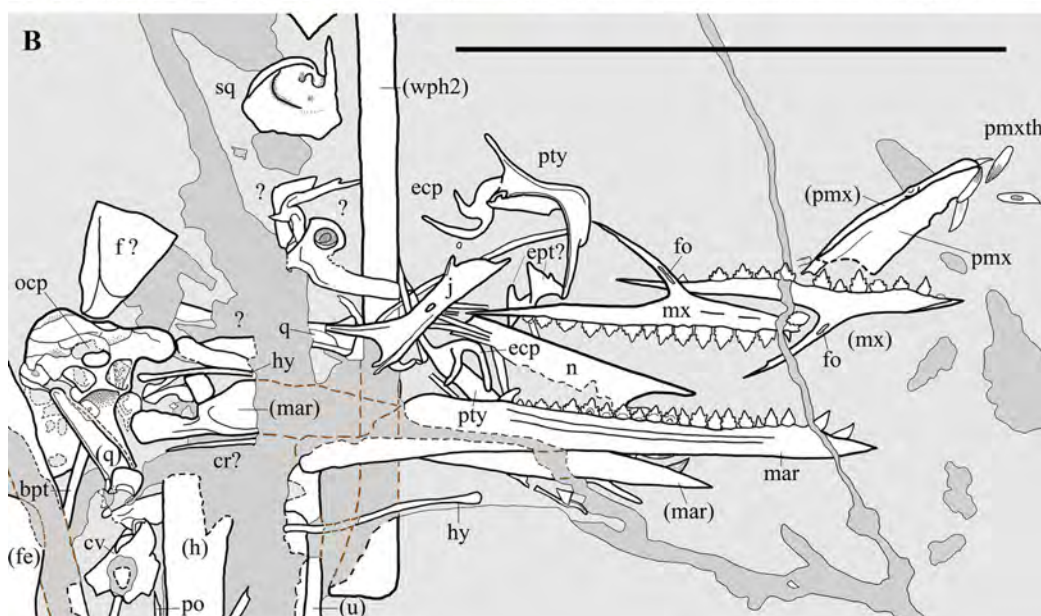 B
sq
(wph2)
pmxth
pty
ecp
(pmx)
?
?
f ?
fo
ept?
pmx
ocp
j
mx
?
q
(mx)
hy
ecp
fo
n
(mar)
pty
(q)
cr?
mar
bpt
(mar)
hy
(h)
cv
(fe)
po
(u)